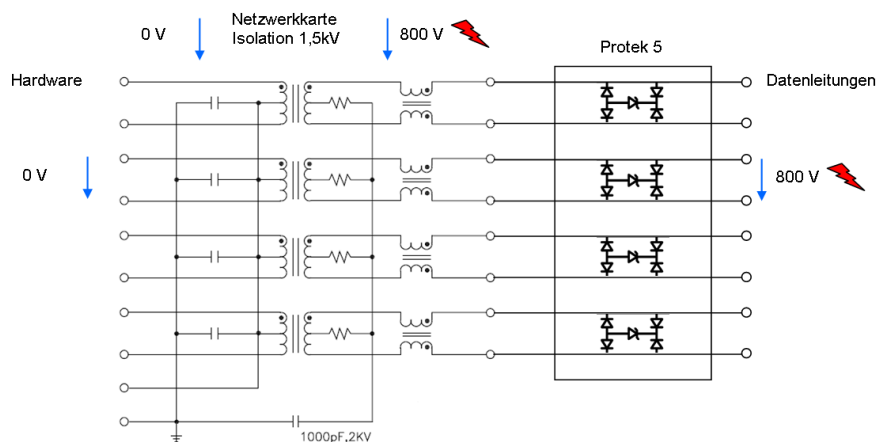 0 V
Netzwerkkarte
Isolation 1,5kV
800 V
Protek 5
Hardware
Datenleitungen
0 V
800 V
1000pF,2KV